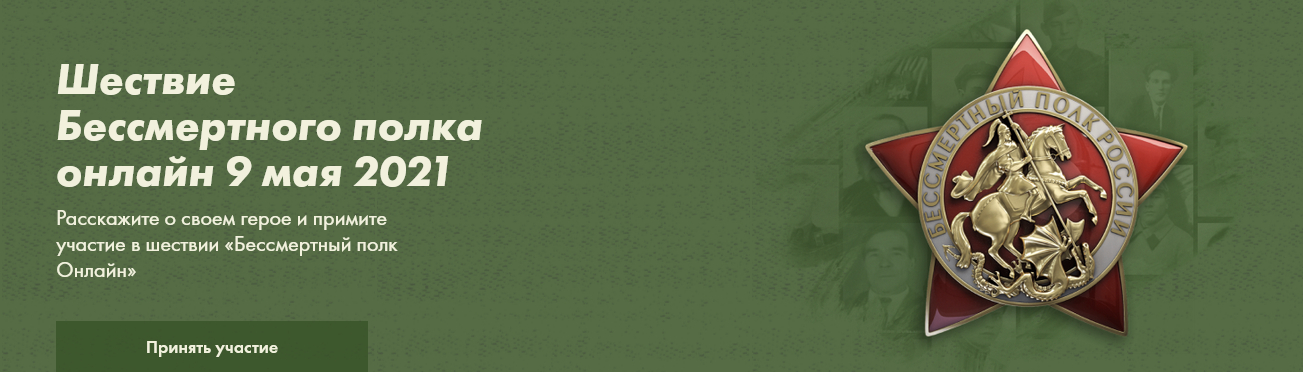 Шествие
Бессмертного полка
онлайн 9 мая 2021
Расскажите о своем герое и примите
участие в шествии «Бессмертный полк
Онлайн»
Принять участие
БЕССМЕРТНЫЙ ПОЛК РОССИИ